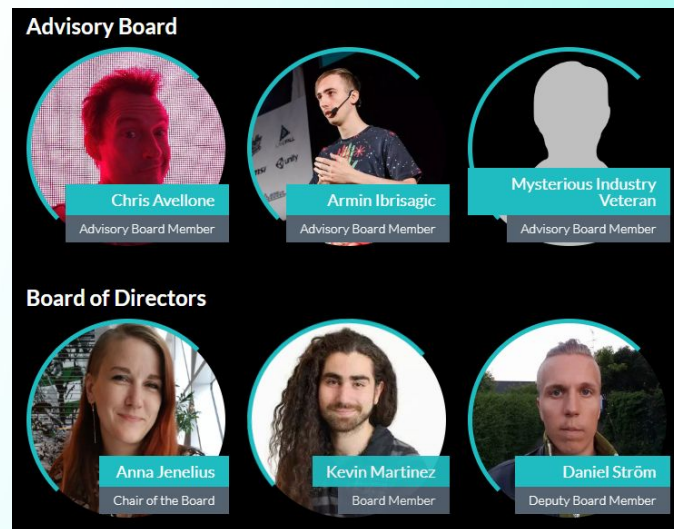 Advisory Board
Chris Avellone
Advisory Board Member
unity
Armin Ibrisagic
Advisory Board Member
Mysterious Industry
Veteran
Advisory Board Member
Board of Directors
Anna Jenelius
Chair of the Board
Kevin Martinez
Board Member
Daniel Ström
Deputy Board Member